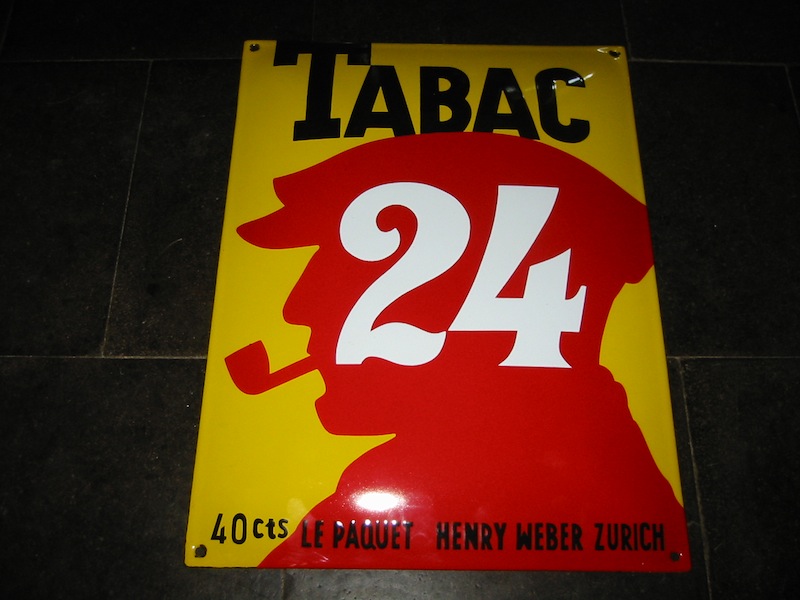 TABAC
24
40cts LE PAQUET HENRY WEBER ZURICH